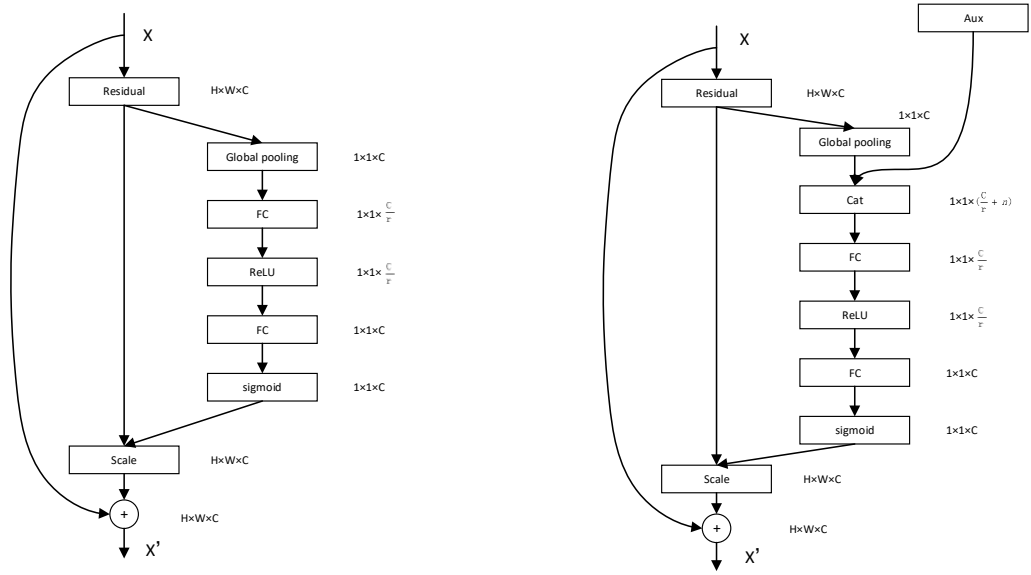 X
Residual
H×W×C
Global pooling
1×1×C
FC
1×1× C/r
ReLU
1×1× C/r
FC
1×1×C
sigmoid
1×1×C
Scale
H×W×C
+
H×W×C
X'
Aux
X
Residual
H×W×C
1×1×C
Global pooling
Cat
1×1× (C/r + n)
FC
1×1× C/r
ReLU
1×1× C/r
FC
1×1×C
sigmoid
1×1×C
Scale
H×W×C
+
H×W×C
X'